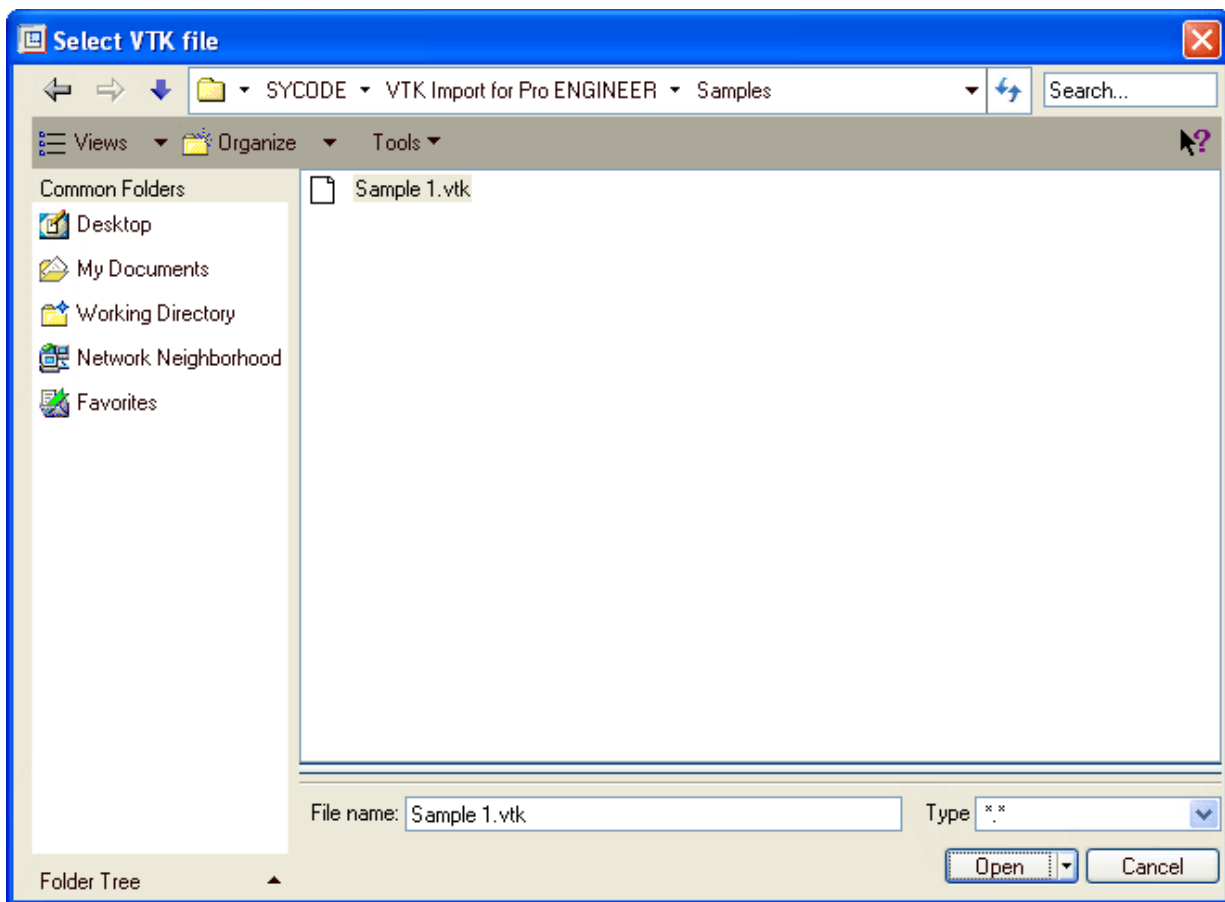 Select VTK file
SYCODE VTK Import for Pro ENGINEER Samples Search...
Views Organize Tools ?
Common Folders
Desktop
My Documents
Working Directory
Network Neighborhood
Favorites
Folder Tree
Sample 1.vtk
File name: Sample 1.vtk Type *.*
Open Cancel